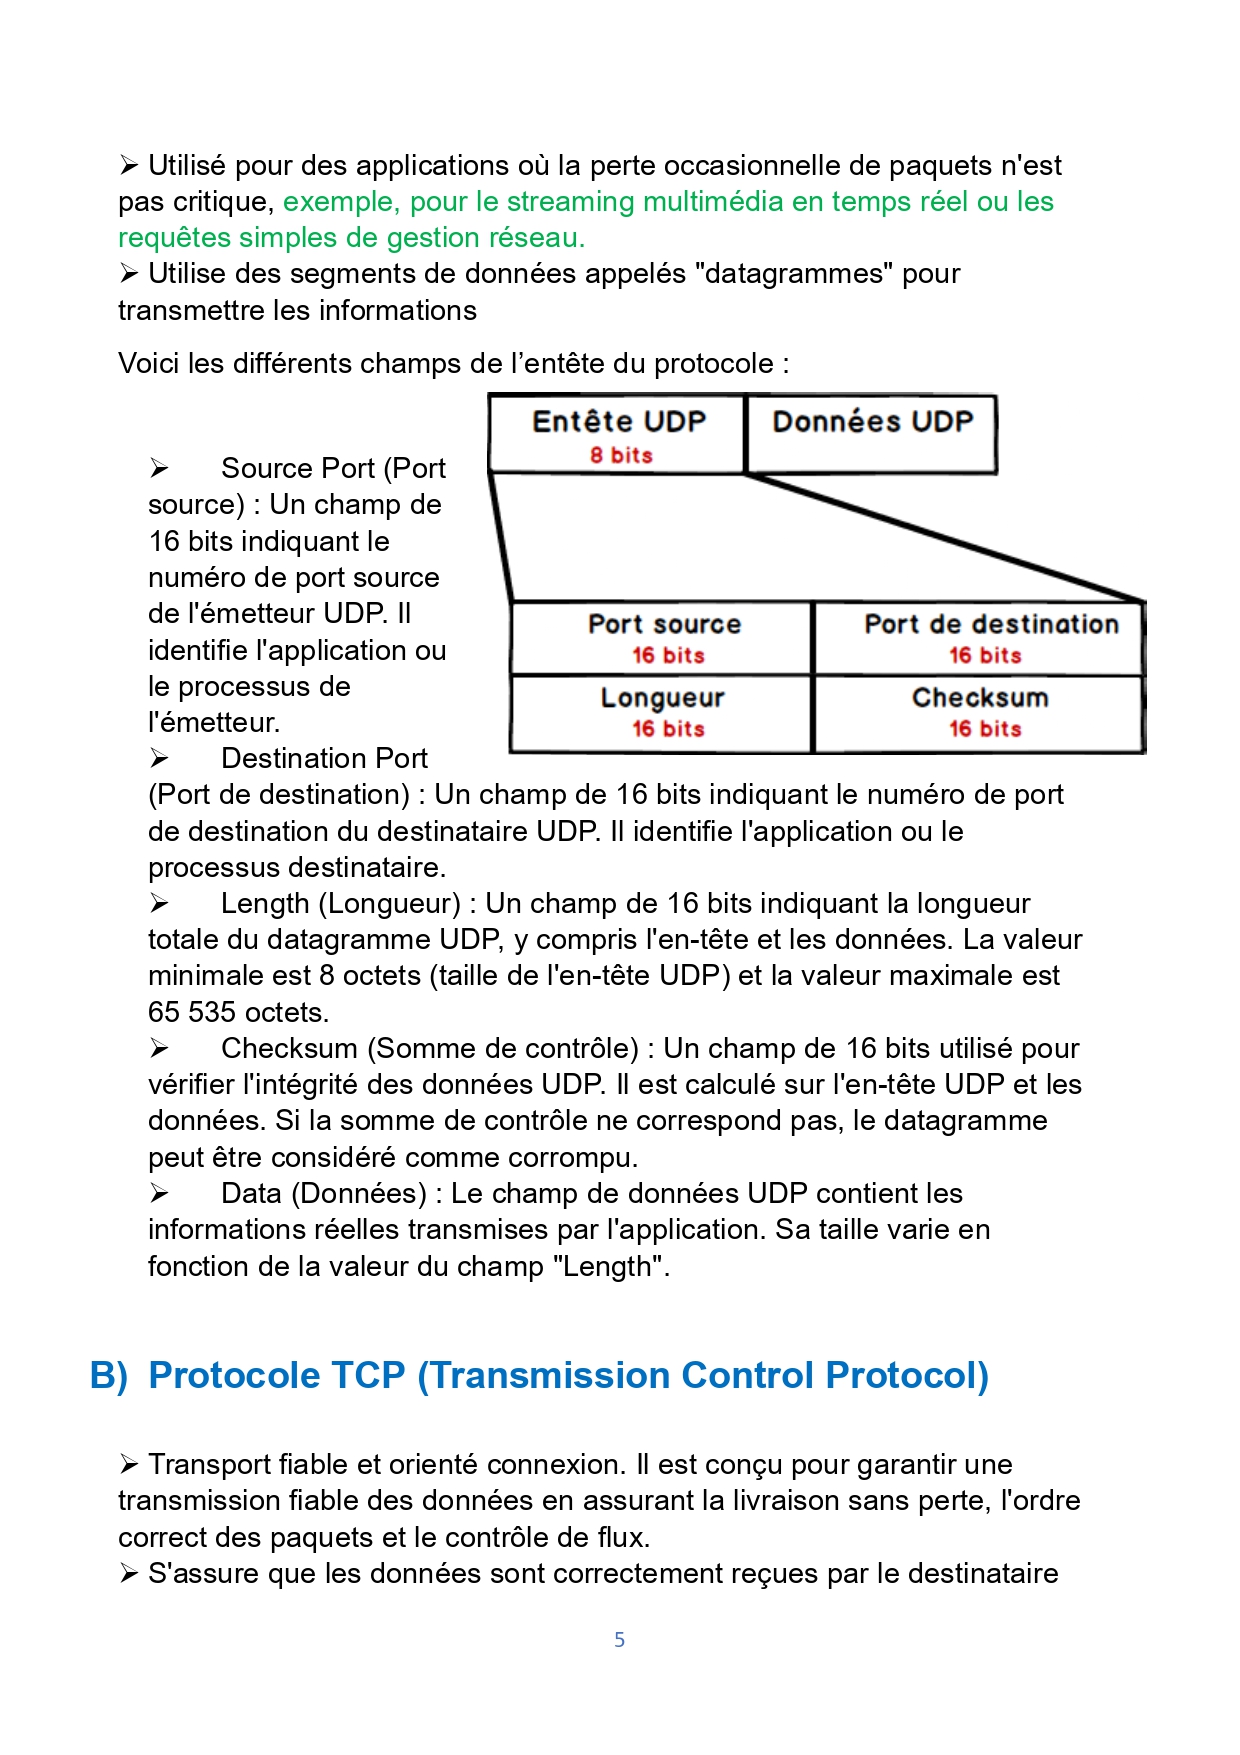 ➢ Utilisé pour des applications où la perte occasionnelle de paquets n'est
pas critique, exemple, pour le streaming multimédia en temps réel ou les
requêtes simples de gestion réseau.
➢ Utilise des segments de données appelés "datagrammes" pour
transmettre les informations
Voici les différents champs de l’entête du protocole :
Entête UDP
8 bits
Données UDP
Port source
16 bits
Port de destination
16 bits
Longueur
16 bits
Checksum
16 bits
➢ Source Port (Port
source) : Un champ de
16 bits indiquant le
numéro de port source
de l'émetteur UDP. Il
identifie l'application ou
le processus de
l'émetteur.
➢ Destination Port
(Port de destination) : Un champ de 16 bits indiquant le numéro de port
de destination du destinataire UDP. Il identifie l'application ou le
processus destinataire.
➢ Length (Longueur) : Un champ de 16 bits indiquant la longueur
totale du datagramme UDP, y compris l'en-tête et les données. La valeur
minimale est 8 octets (taille de l'en-tête UDP) et la valeur maximale est
65 535 octets.
➢ Checksum (Somme de contrôle) : Un champ de 16 bits utilisé pour
vérifier l'intégrité des données UDP. Il est calculé sur l'en-tête UDP et les
données. Si la somme de contrôle ne correspond pas, le datagramme
peut être considéré comme corrompu.
➢ Data (Données) : Le champ de données UDP contient les
informations réelles transmises par l'application. Sa taille varie en
fonction de la valeur du champ "Length".
B) Protocole TCP (Transmission Control Protocol)
➢ Transport fiable et orienté connexion. Il est conçu pour garantir une
transmission fiable des données en assurant la livraison sans perte, l'ordre
correct des paquets et le contrôle de flux.
➢ S'assure que les données sont correctement reçues par le destinataire
5